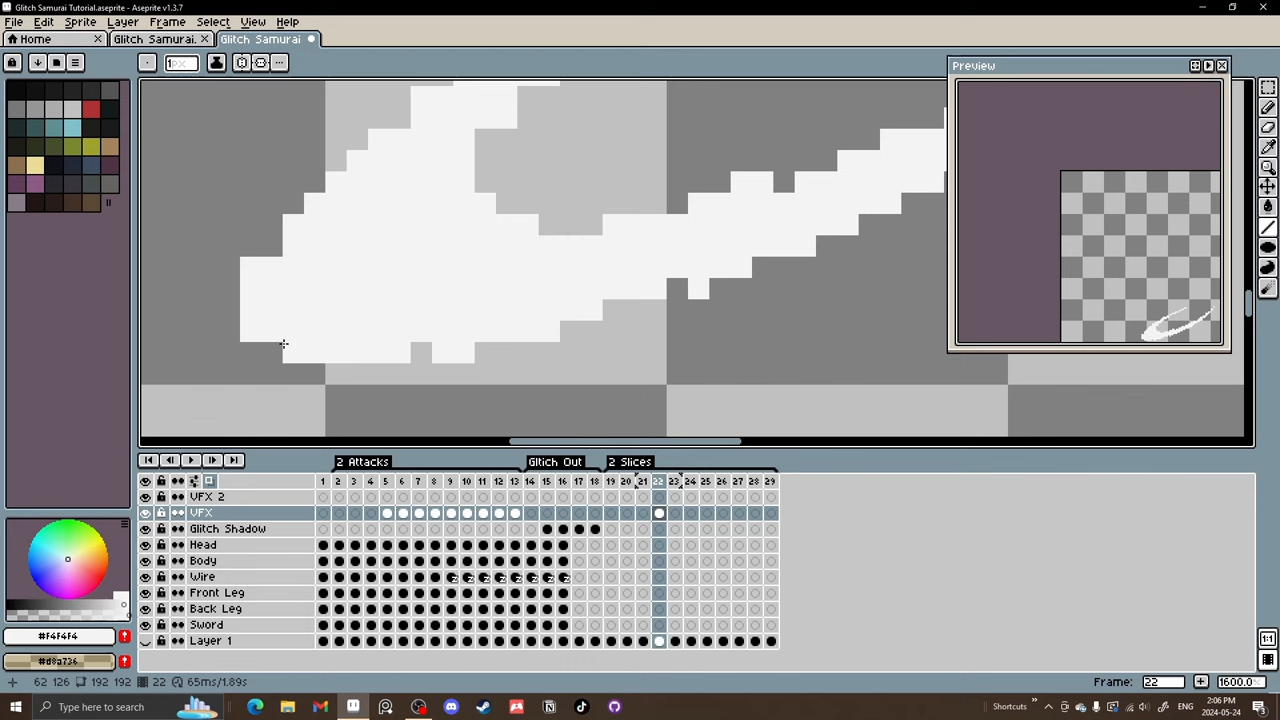 Glitch Samurai Tutorial.aseprite - Aseprite v1.3.7
File Edit Sprite Layer Frame Select View Help
Home Glitch Samurai. Glitch Samurai
1px
Preview
2 Attacks Gltich Out 2 Slices
1 2 3 4 5 6 7 8 9 10 11 12 13 14 15 16 17 18 19 20 21 22 23 24 25 26 27 28 29
VFX 2
VFX
Glitch Shadow
Head
Body
Wire
Front Leg
Back Leg
Sword
Layer 1
#F4F4F4
#d8a736
1:1
62 126 192 192 22 65ms/1.89s Frame: 22 1600.0%
Type here to search
Shortcuts
2:06 PM
2024-05-24